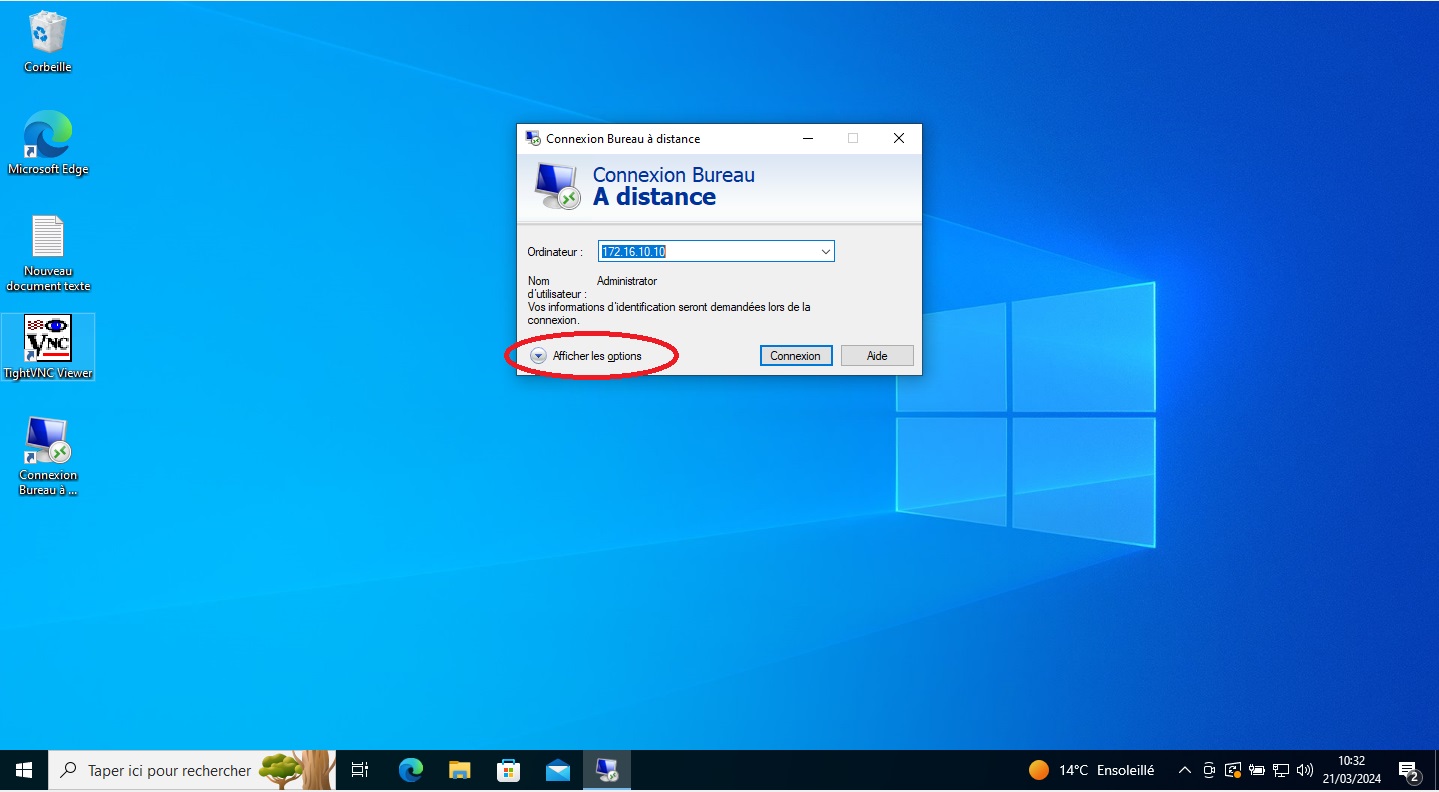 Corbeille
Microsoft Edge
Nouveau
document texte
VNC
TightVNC Viewer
Connexion
Bureau à ...
Connexion Bureau à distance
Connexion Bureau
A distance
Ordinateur :
172.16.10.10
Nom
d'utilisateur :
Administrator
Vos informations d'identification seront demandées lors de la
connexion.
Afficher les options
Connexion
Aide
Taper ici pour rechercher
14°C Ensoleillé
10:32
21/03/2024
2